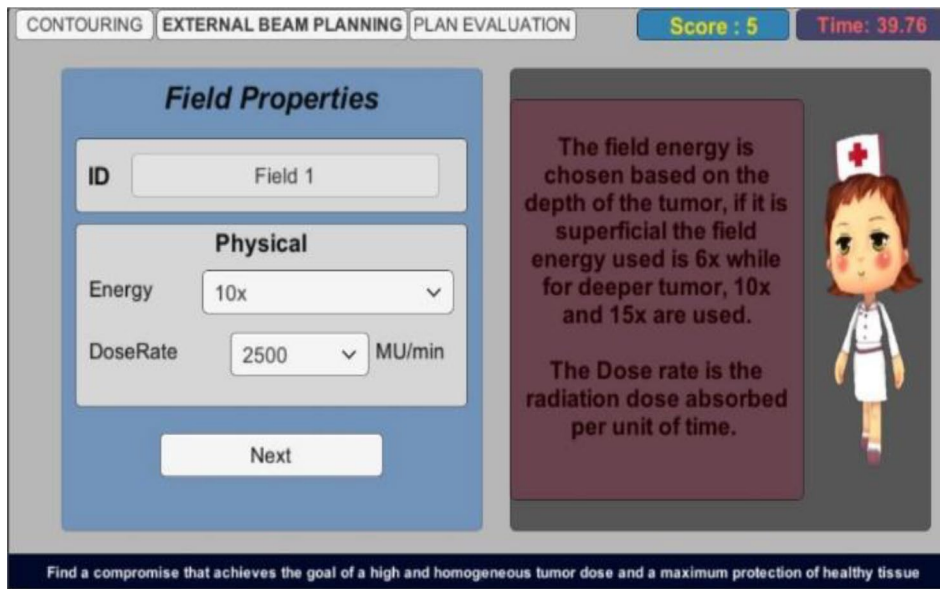 CONTOURING
EXTERNAL BEAM PLANNING
PLAN EVALUATION
Score : 5
Time: 39.76
Field Properties
ID
Field 1
Physical
Energy
10x
DoseRate
2500
MU/min
Next
The field energy is
chosen based on the
depth of the tumor, if it is
superficial the field
energy used is 6x while
for deeper tumor, 10x
and 15x are used.
The Dose rate is the
radiation dose absorbed
per unit of time.
Find a compromise that achieves the goal of a high and homogeneous tumor dose and a maximum protection of healthy tissue